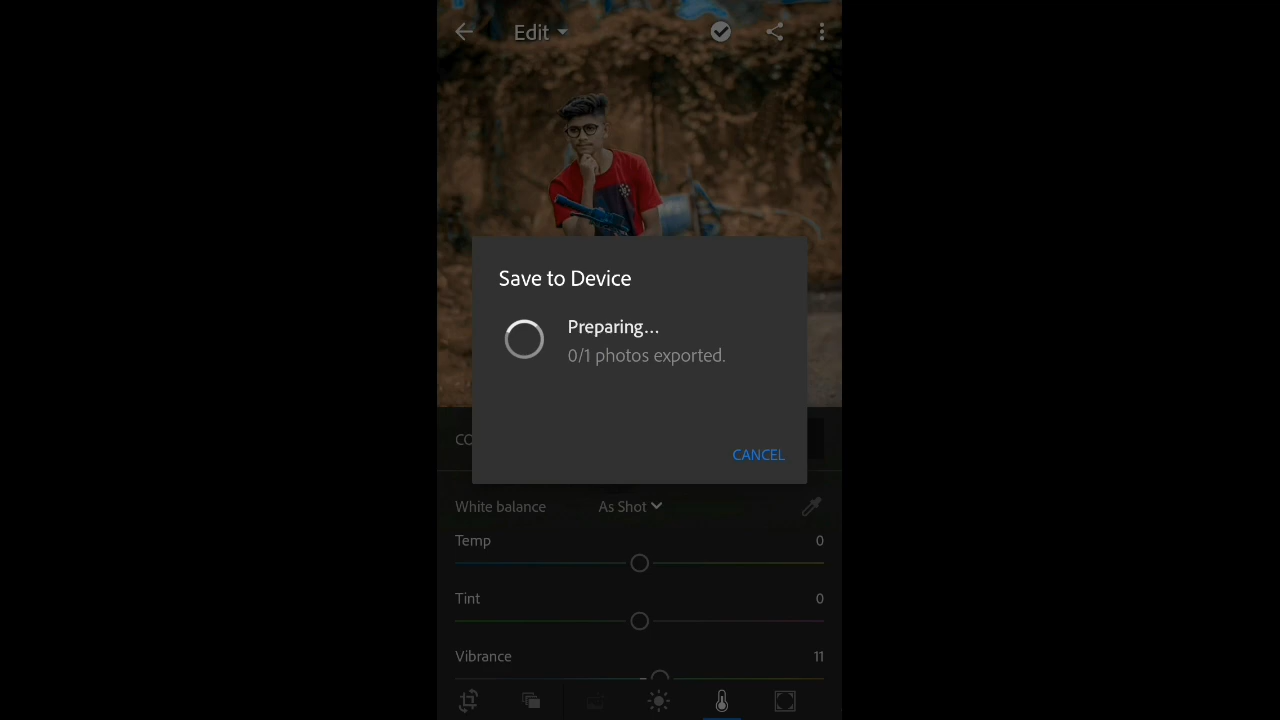 Edit
Save to Device
Preparing...
0/1 photos exported.
CO
CANCEL
White balance As Shot
Temp 0
Tint 0
Vibrance 11